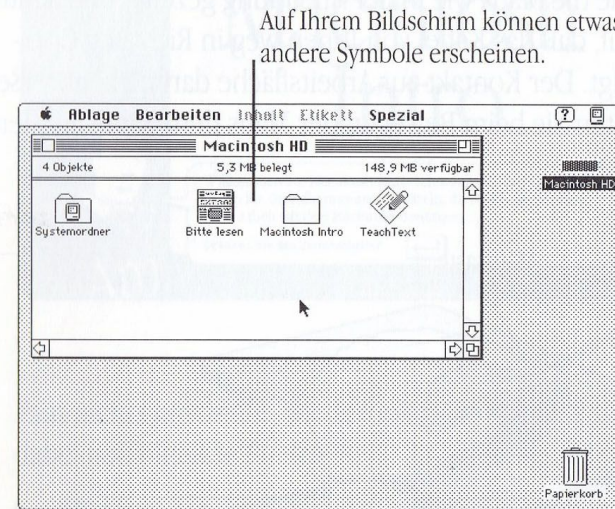 Auf Ihrem Bildschirm können etwas
andere Symbole erscheinen.
Ablage Bearbeiten Inhalt Etikett Spezial
Macintosh HD
4 Objekte 5,3 MB belegt 148,9 MB verfügbar
Macintosh HD
Systemordner Bitte lesen Macintosh Intro TeachText
Papierkorb